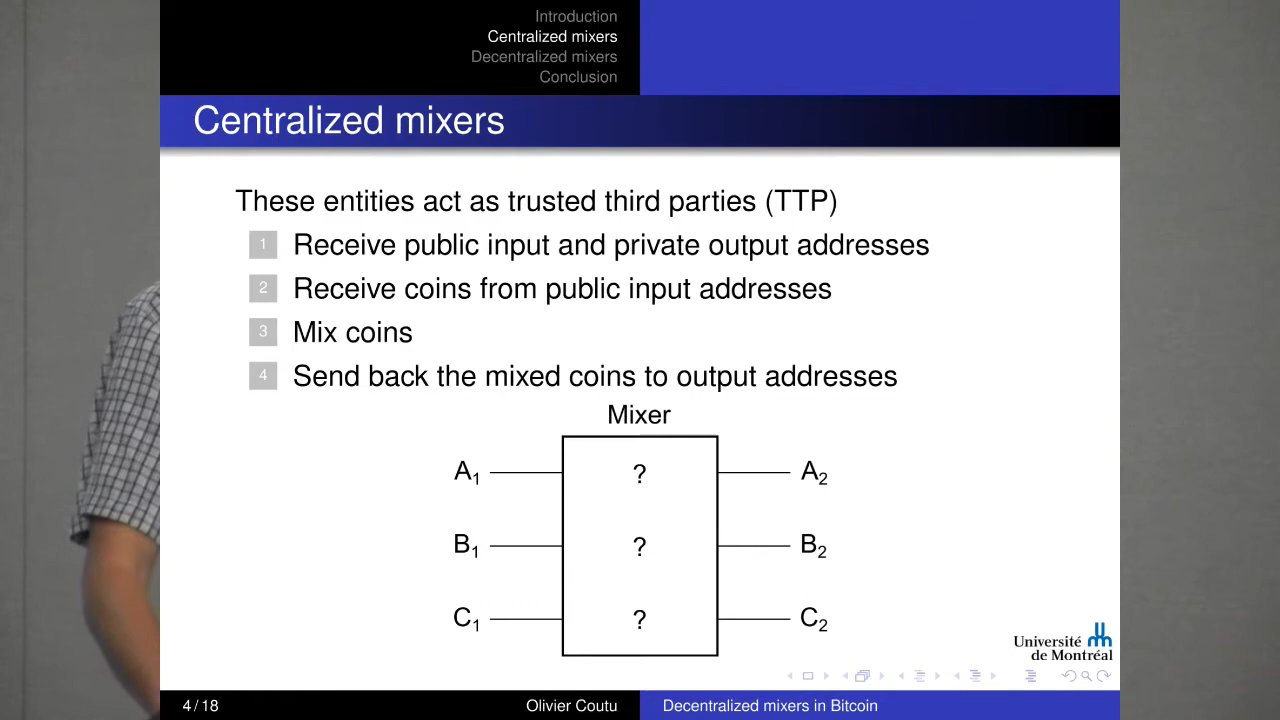 Introduction
Centralized mixers
Decentralized mixers
Conclusion
Centralized mixers
These entities act as trusted third parties (TTP)
1 Receive public input and private output addresses
2 Receive coins from public input addresses
3 Mix coins
4 Send back the mixed coins to output addresses
Mixer
A1 ? A2
B1 ? B2
C1 ? C2
Université
de Montréal
4 / 18 Olivier Coutu Decentralized mixers in Bitcoin